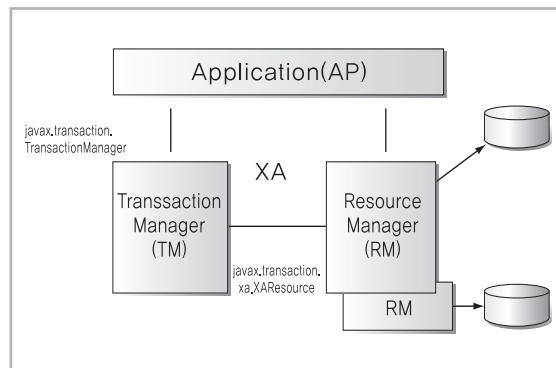 Application(AP)
javax.transaction.
TransactionManager
XA
Transsaction
Manager
(TM)
Resource
Manager
(RM)
javax.transaction.
xa.XAResource
RM